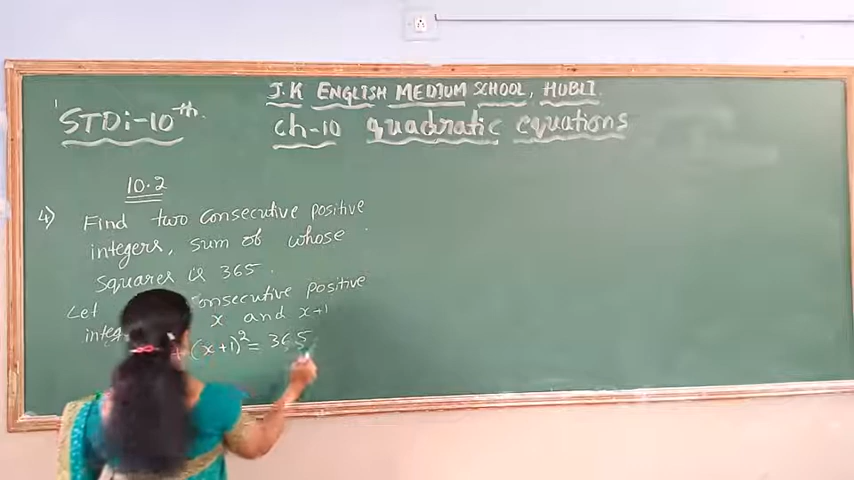 J.K ENGLISH MEDIUM SCHOOL, HUBLI.
STD:-10th.
ch-10 quadratic equations
10.2
4) Find two consecutive positive
integers, sum of whose
squares is 365.
Let consecutive positive
x and x+1
+ (x+1)² = 365